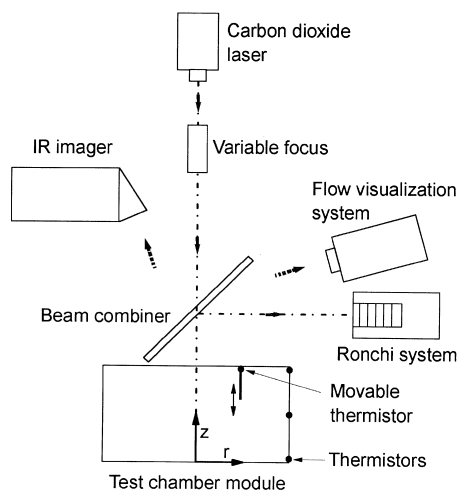 Carbon dioxide
laser
IR imager
Variable focus
Flow visualization
system
Beam combiner
Ronchi system
Movable
thermistor
z
r
Thermistors
Test chamber module